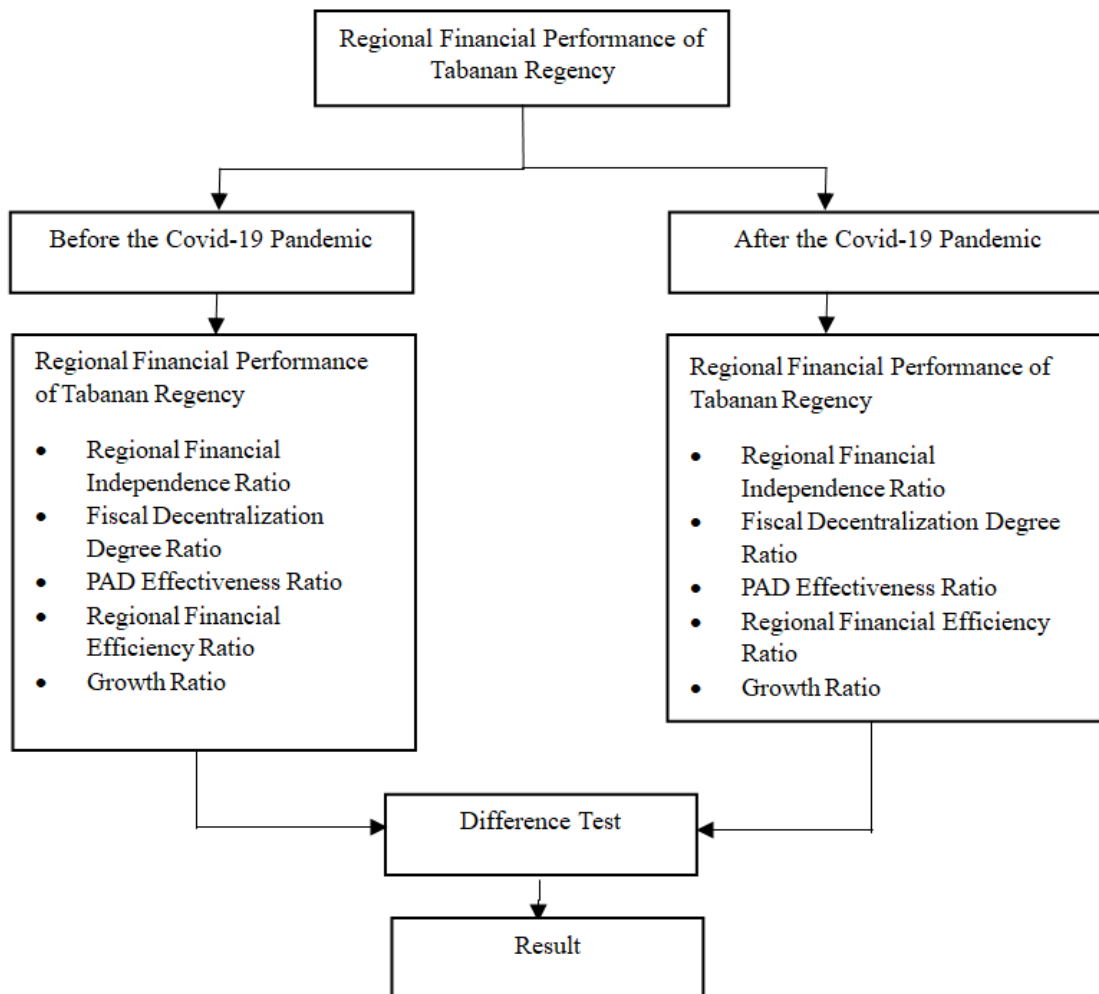 Regional Financial Performance of
Tabanan Regency
Before the Covid-19 Pandemic
After the Covid-19 Pandemic
Regional Financial Performance
of Tabanan Regency
• Regional Financial
Independence Ratio
• Fiscal Decentralization
Degree Ratio
• PAD Effectiveness Ratio
• Regional Financial
Efficiency Ratio
• Growth Ratio
Regional Financial Performance of
Tabanan Regency
• Regional Financial
Independence Ratio
• Fiscal Decentralization Degree
Ratio
• PAD Effectiveness Ratio
• Regional Financial Efficiency
Ratio
• Growth Ratio
Difference Test
Result